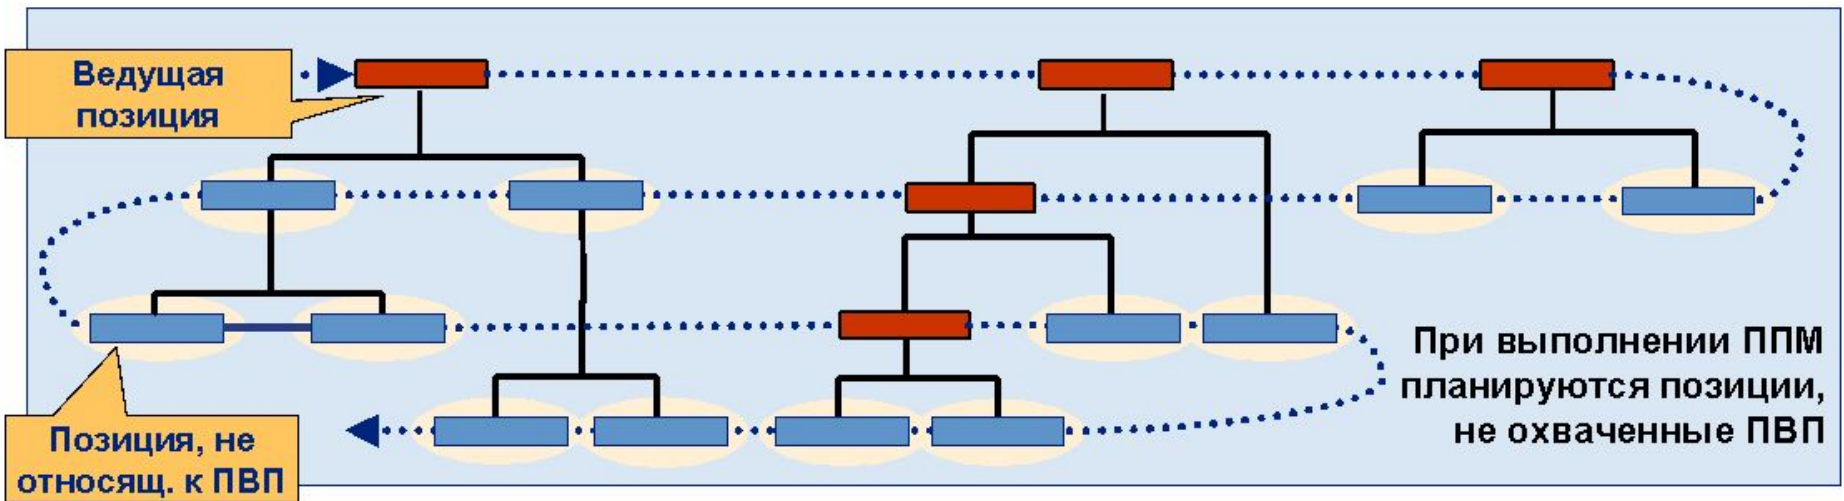 Ведущая
позиция
При выполнении ППМ
планируются позиции,
не охваченные ПВП
Позиция, не
относящ. к ПВП